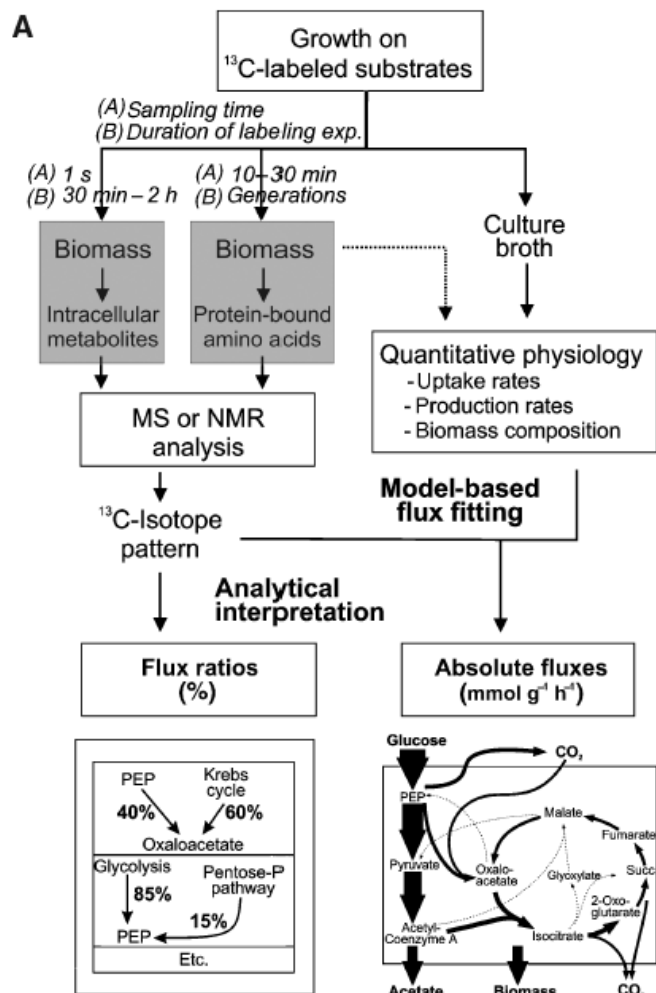 A
Growth on
¹³C-labeled substrates
(A) Sampling time
(B) Duration of labeling exp.
(A) 1 s
(B) 30 min – 2 h
(A) 10–30 min
(B) Generations
Biomass
Intracellular
metabolites
Biomass
Protein-bound
amino acids
Culture
broth
Quantitative physiology
- Uptake rates
- Production rates
- Biomass composition
MS or NMR
analysis
Model-based
flux fitting
¹³C-Isotope
pattern
Analytical
interpretation
Flux ratios
(%)
Absolute fluxes
(mmol g⁻¹ h⁻¹)
PEP
Krebs
cycle
40%
60%
Oxaloacetate
Glycolysis
Pentose-P
pathway
85%
15%
PEP
Etc.
Glucose
CO₂
PEP
Malate
Fumarate
Pyruvate
Oxalo-
acetate
Glyoxylate
Succ
2-Oxo-
glutarate
Acetyl-
Coenzyme A
Isocitrate
Acetate
Biomass
CO₂